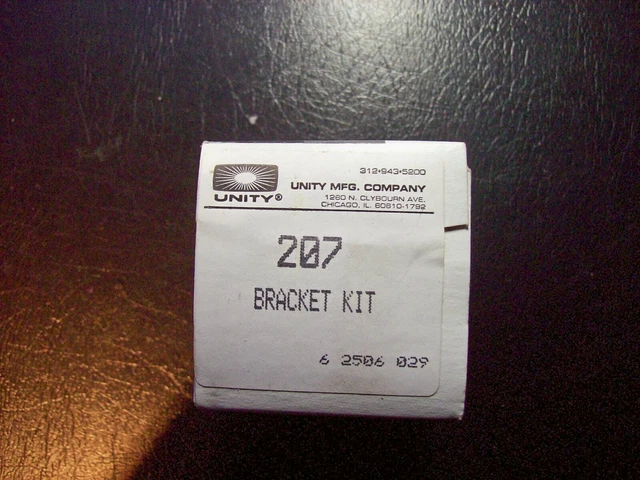 312•943•5200
UNITY MFG. COMPANY
UNITY®
1260 N. CLYBOURN AVE.
CHICAGO, IL. 60610-1792
207
BRACKET KIT
6 2506 029